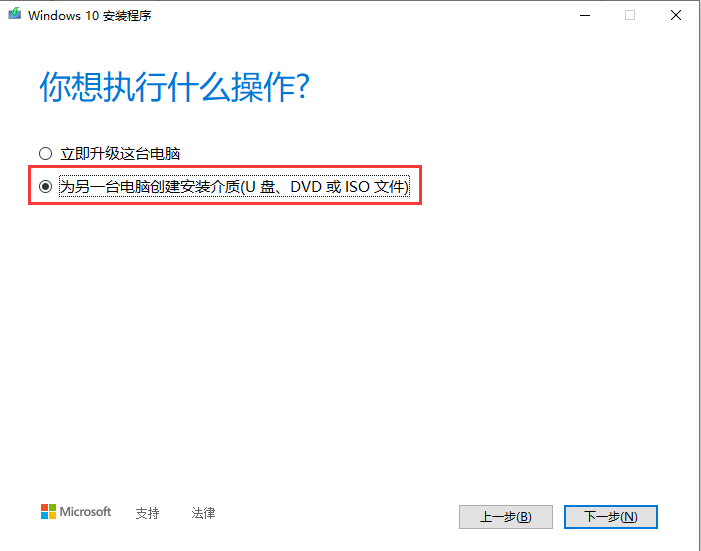 Windows 10 安装程序
你想执行什么操作?
立即升级这台电脑
为另一台电脑创建安装介质(U 盘、DVD 或 ISO 文件)
Microsoft 支持 法律 上一步(B) 下一步(N)